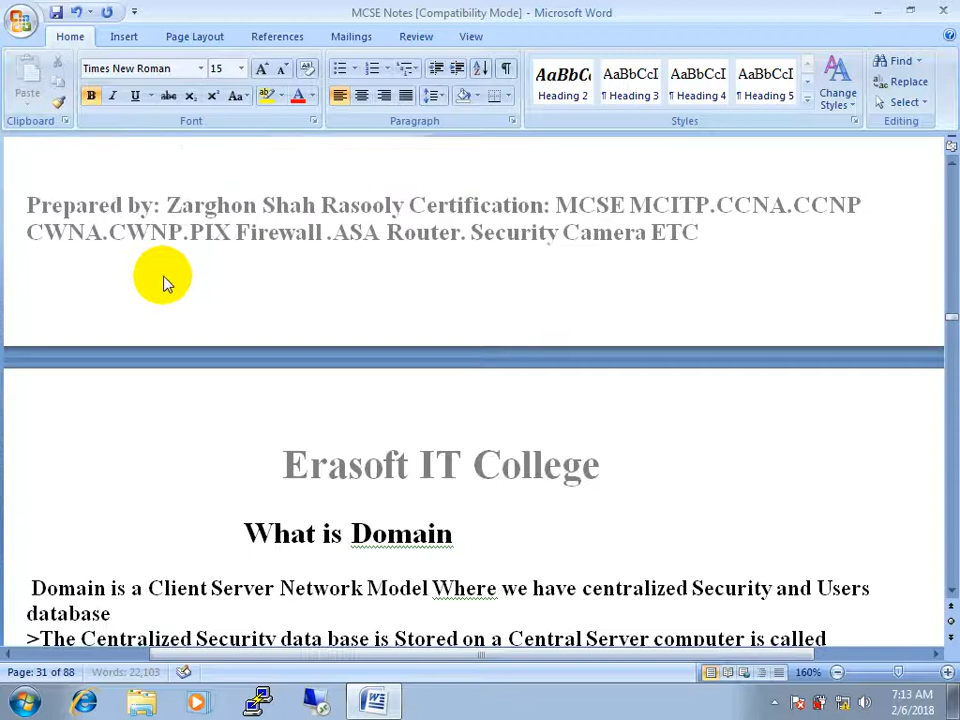 MCSE Notes [Compatibility Mode] - Microsoft Word
Home Insert Page Layout References Mailings Review View
Times New Roman 15
AaBbCc AaBbCcI AaBbCcI AaBbCcI
Heading 2 ¶ Heading 3 ¶ Heading 4 ¶ Heading 5
Paste
B I U abc X₂ X² Aa
Change Styles
Find
Replace
Select
Clipboard Font Paragraph Styles Editing
Prepared by: Zarghon Shah Rasooly Certification: MCSE MCITP.CCNA.CCNP
CWNA.CWNP.PIX Firewall .ASA Router. Security Camera ETC
Erasoft IT College
What is Domain
Domain is a Client Server Network Model Where we have centralized Security and Users
database
>The Centralized Security data base is Stored on a Central Server computer is called
Page: 31 of 88 Words: 22,103 160%
7:13 AM
2/6/2018